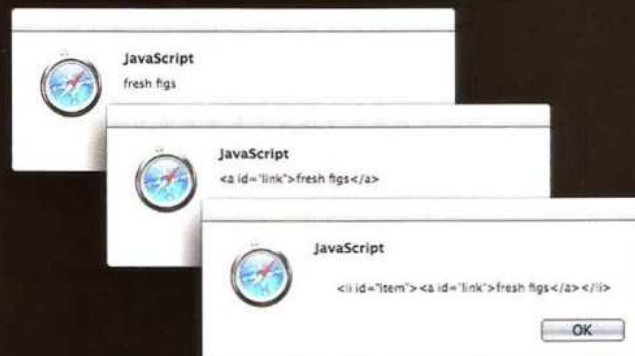 JavaScript
fresh figs
JavaScript
<a id="link">fresh figs</a>
JavaScript
<li id="item"><a id="link">fresh figs</a></li>
OK